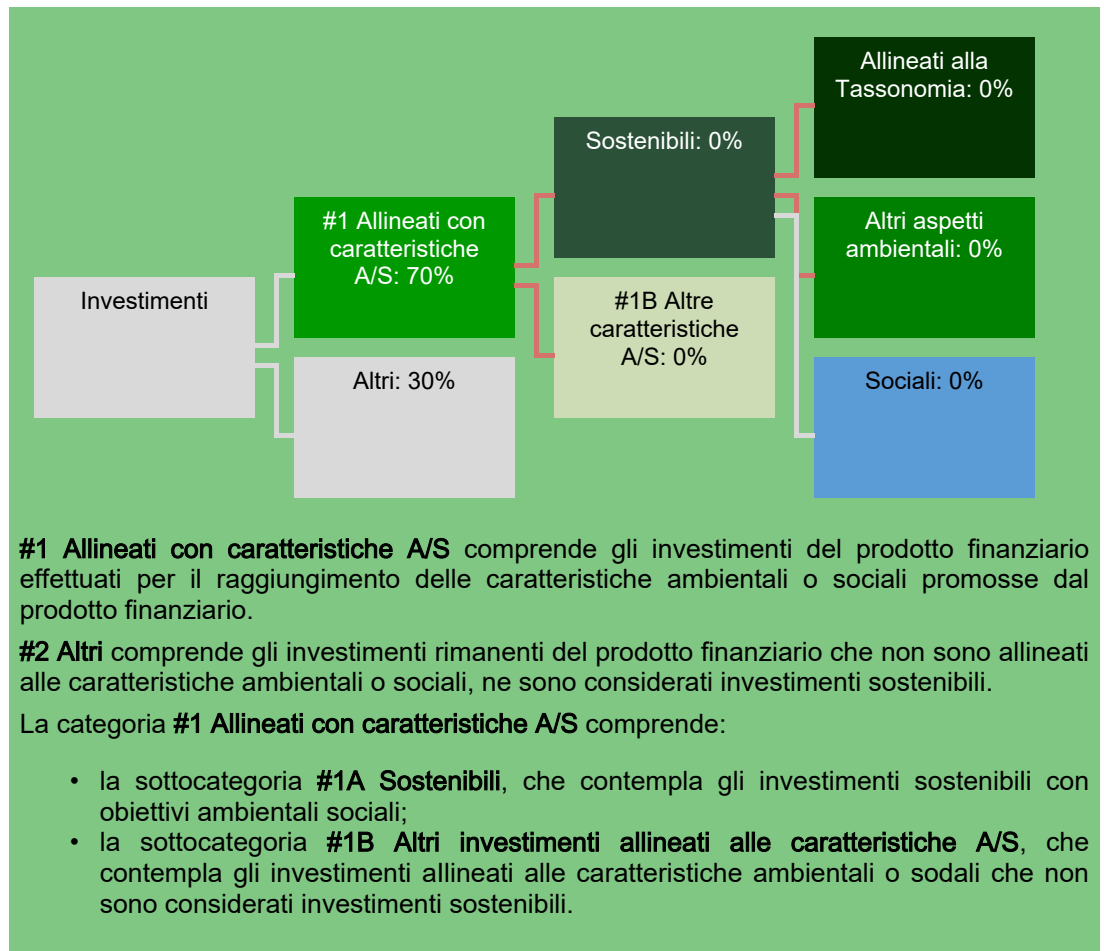 Allineati alla
Tassonomia: 0%
Sostenibili: 0%
#1 Allineati con
caratteristiche
A/S: 70%
Altri aspetti
ambientali: 0%
Investimenti
#1B Altre
caratteristiche
A/S: 0%
Altri: 30%
Sociali: 0%
#1 Allineati con caratteristiche A/S comprende gli investimenti del prodotto finanziario
effettuati per il raggiungimento delle caratteristiche ambientali o sociali promosse dal
prodotto finanziario.
#2 Altri comprende gli investimenti rimanenti del prodotto finanziario che non sono allineati
alle caratteristiche ambientali o sociali, ne sono considerati investimenti sostenibili.
La categoria #1 Allineati con caratteristiche A/S comprende:
• la sottocategoria #1A Sostenibili, che contempla gli investimenti sostenibili con
obiettivi ambientali sociali;
• la sottocategoria #1B Altri investimenti allineati alle caratteristiche A/S, che
contempla gli investimenti allineati alle caratteristiche ambientali o sodali che non
sono considerati investimenti sostenibili.